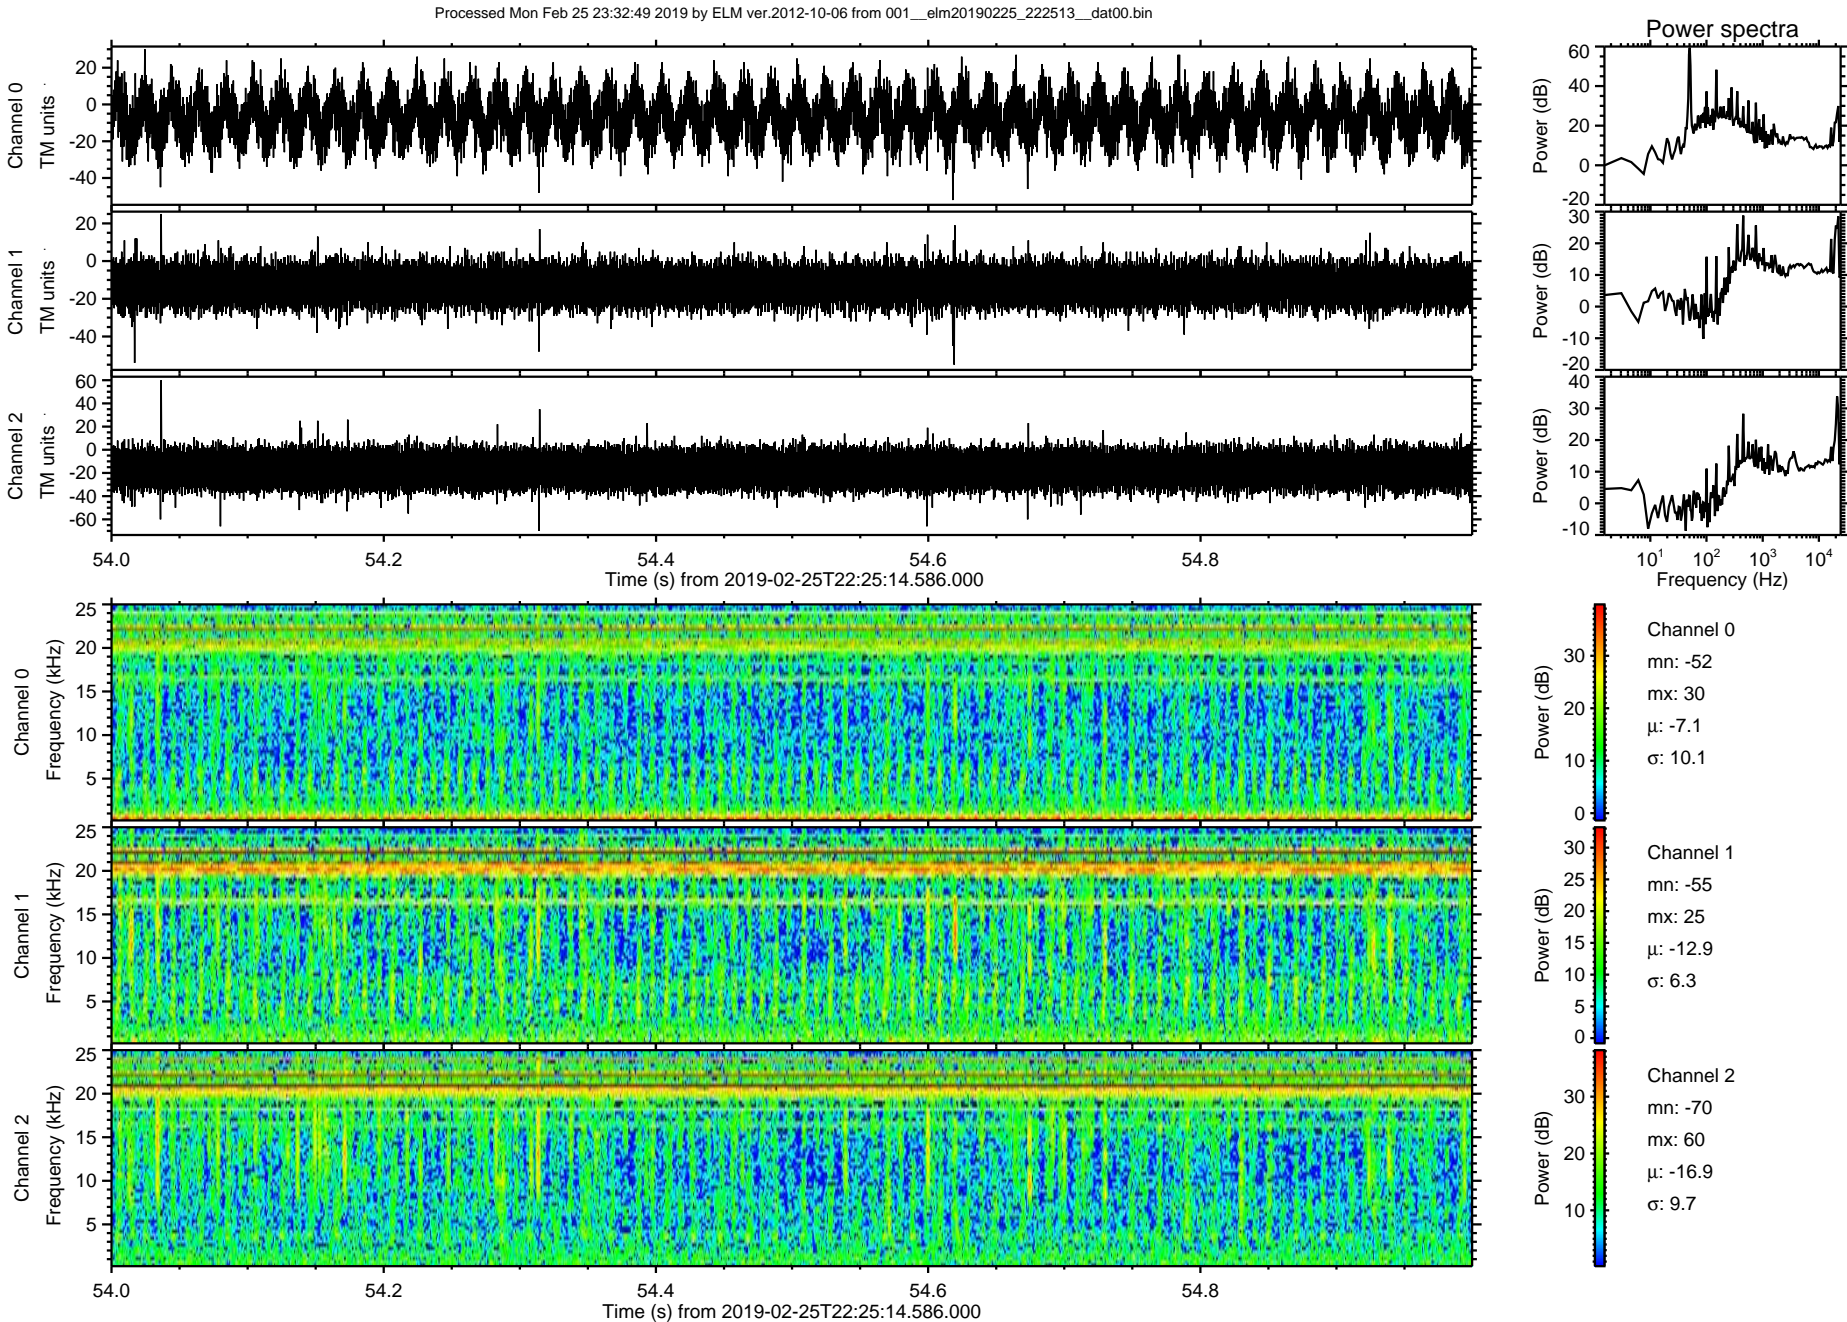 Processed Mon Feb 25 23:32:49 2019 by ELM ver.2012-10-06 from 001__elm20190225_222513__dat00.bin
Power spectra
Channel 0
TM units
20
0
-20
-40
Power (dB)
60
40
20
0
-20
Channel 1
TM units
20
0
-20
-40
Power (dB)
30
20
10
0
-10
-20
Channel 2
TM units
60
40
20
0
-20
-40
-60
Power (dB)
40
30
20
10
0
-10
54.0 54.2 54.4 54.6 54.8
Time (s) from 2019-02-25T22:25:14.586.000
10^1 10^2 10^3 10^4
Frequency (Hz)
Channel 0
Frequency (kHz)
25
20
15
10
5
Power (dB)
30
20
10
0
Channel 0
mn: -52
mx: 30
μ: -7.1
σ: 10.1
Channel 1
Frequency (kHz)
25
20
15
10
5
Power (dB)
30
25
20
15
10
5
0
Channel 1
mn: -55
mx: 25
μ: -12.9
σ: 6.3
Channel 2
Frequency (kHz)
25
20
15
10
5
Power (dB)
30
20
10
Channel 2
mn: -70
mx: 60
μ: -16.9
σ: 9.7
54.0 54.2 54.4 54.6 54.8
Time (s) from 2019-02-25T22:25:14.586.000